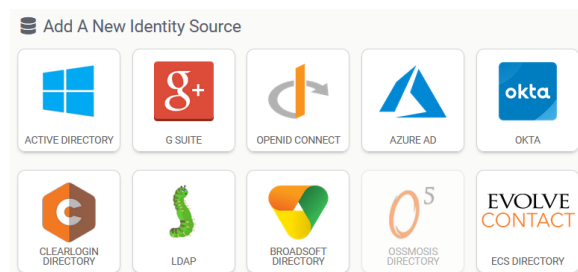 Add A New Identity Source
g+
okta
ACTIVE DIRECTORY
G SUITE
OPENID CONNECT
AZURE AD
OKTA
C
O5
EVOLVE
CONTACT
CLEARLOGIN
DIRECTORY
LDAP
BROADSOFT
DIRECTORY
OSSMOSIS
DIRECTORY
ECS DIRECTORY